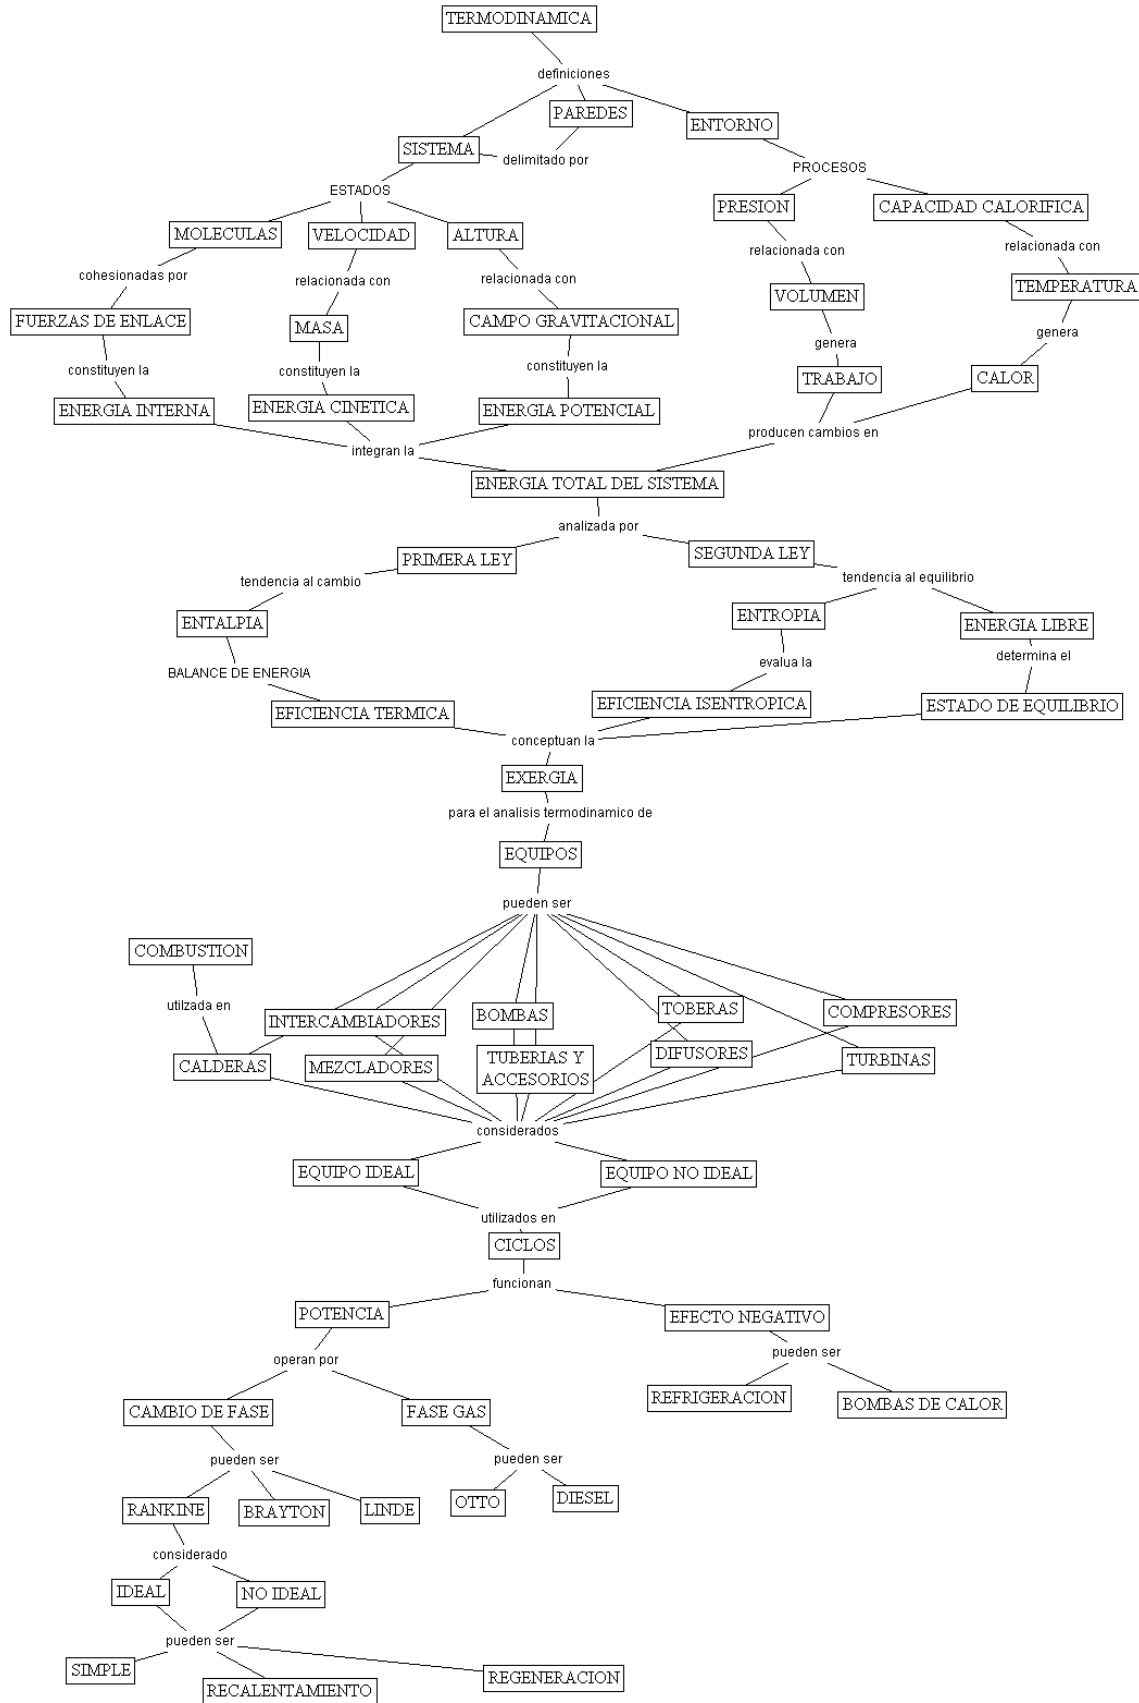 TERMODINAMICA
definiciones
PAREDES
ENTORNO
SISTEMA
delimitado por
PROCESOS
ESTADOS
PRESION
CAPACIDAD CALORIFICA
MOLECULAS
VELOCIDAD
ALTURA
relacionada con
relacionada con
cohesionadas por
relacionada con
relacionada con
TEMPERATURA
VOLUMEN
FUERZAS DE ENLACE
MASA
CAMPO GRAVITACIONAL
genera
genera
constituyen la
constituyen la
constituyen la
TRABAJO
CALOR
ENERGIA INTERNA
ENERGIA CINETICA
ENERGIA POTENCIAL
producen cambios en
integran la
ENERGIA TOTAL DEL SISTEMA
analizada por
PRIMERA LEY
SEGUNDA LEY
tendencia al cambio
tendencia al equilibrio
ENTALPIA
ENTROPIA
ENERGIA LIBRE
BALANCE DE ENERGIA
evalua la
determina el
EFICIENCIA TERMICA
EFICIENCIA ISENTROPICA
ESTADO DE EQUILIBRIO
conceptuan la
EXERGIA
para el analisis termodinamico de
EQUIPOS
pueden ser
COMBUSTION
utilzada en
INTERCAMBIADORES
BOMBAS
TOBERAS
COMPRESORES
CALDERAS
MEZCLADORES
TUBERIAS Y
ACCESORIOS
DIFUSORES
TURBINAS
considerados
EQUIPO IDEAL
EQUIPO NO IDEAL
utilizados en
CICLOS
funcionan
POTENCIA
EFECTO NEGATIVO
operan por
pueden ser
REFRIGERACION
BOMBAS DE CALOR
CAMBIO DE FASE
FASE GAS
pueden ser
pueden ser
RANKINE
BRAYTON
LINDE
OTTO
DIESEL
considerado
IDEAL
NO IDEAL
pueden ser
SIMPLE
RECALENTAMIENTO
REGENERACION